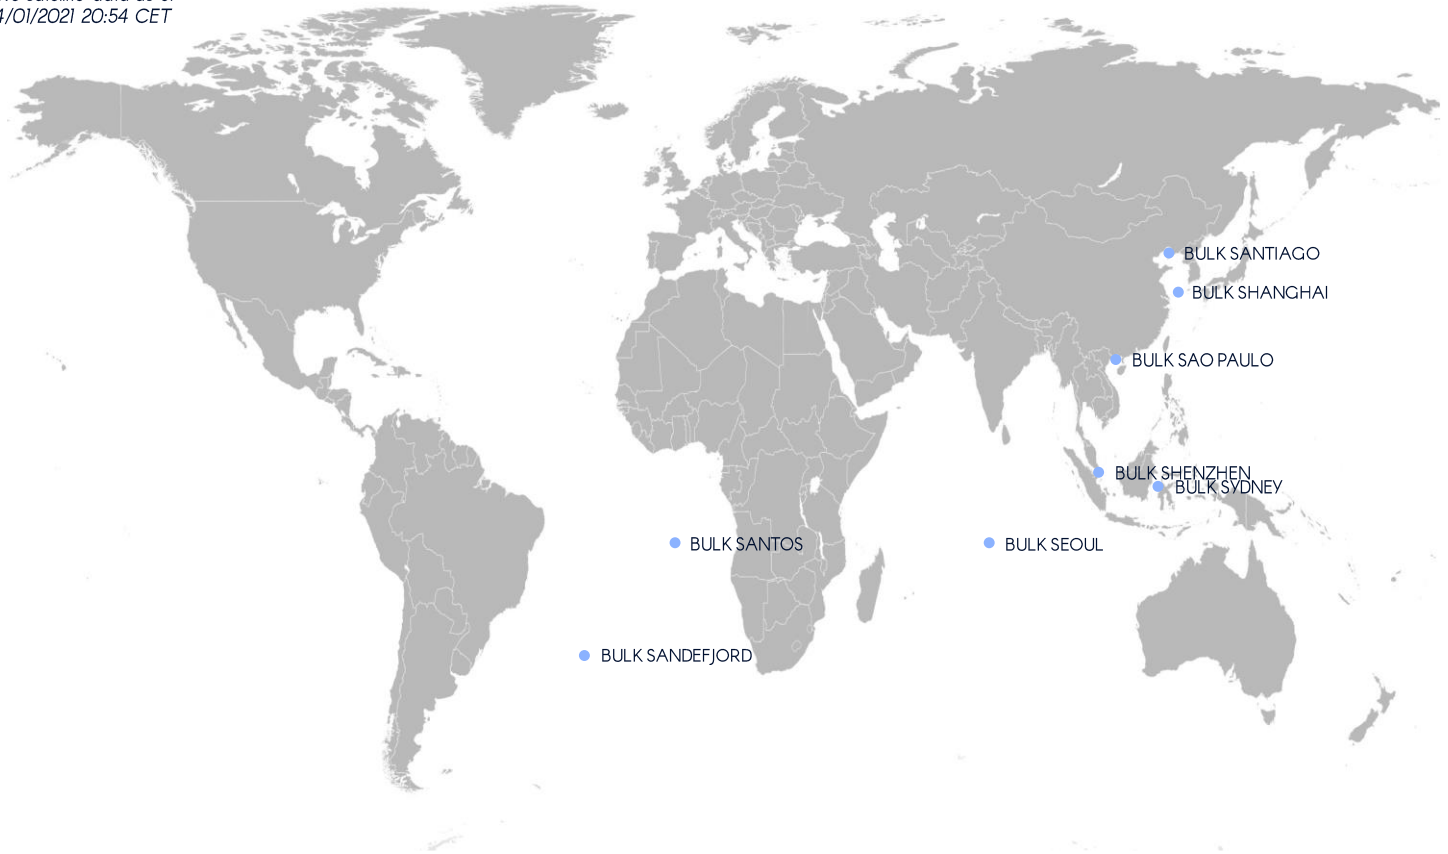 4/01/2021 20:54 CET
BULK SANTIAGO
BULK SHANGHAI
BULK SAO PAULO
BULK SHENZHEN
BULK SYDNEY
BULK SANTOS
BULK SEOUL
BULK SANDEFJORD